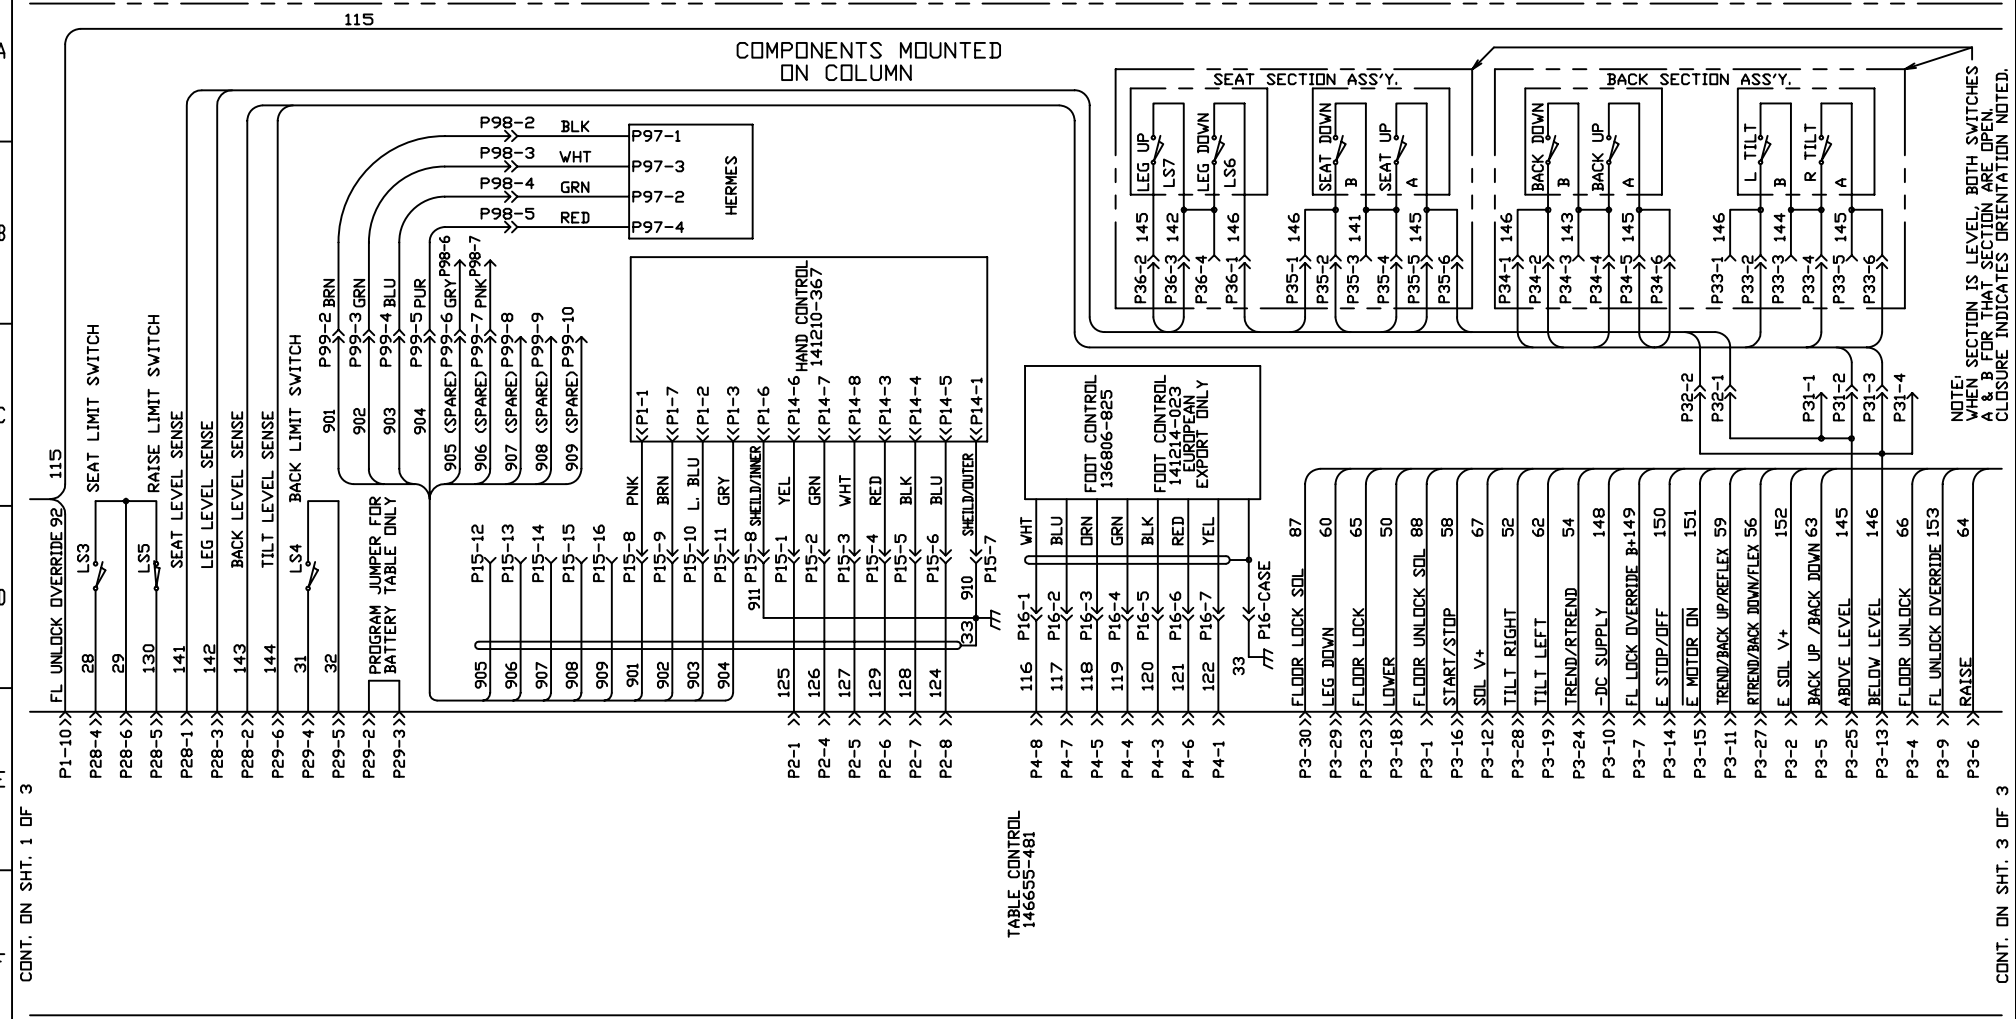 115
COMPONENTS MOUNTED
ON COLUMN
A
B
C
D
SEAT SECTION ASS'Y.
BACK SECTION ASS'Y.
NOTE:
WHEN SECTION IS LEVEL, BOTH SWITCHES
A & B FOR THAT SECTION ARE OPEN.
CLOSURE INDICATES ORIENTATION NOTED.
LEG UP
LS7
LEG DOWN
LS6
SEAT DOWN
B
SEAT UP
A
BACK DOWN
B
BACK UP
A
L TILT
B
R TILT
A
145
142
146
146
141
145
146
143
145
146
144
145
P36-2
P36-3
P36-4
P36-1
P35-1
P35-2
P35-3
P35-4
P35-5
P35-6
P34-1
P34-2
P34-3
P34-4
P34-5
P34-6
P33-1
P33-2
P33-3
P33-4
P33-5
P33-6
P32-2
P32-1
P31-1
P31-2
P31-3
P31-4
P98-2 BLK P97-1
P98-3 WHT P97-3
P98-4 GRN P97-2
P98-5 RED P97-4
HERMES
P98-6
P98-7
P99-2 BRN
P99-3 GRN
P99-4 BLU
P99-5 PUR
P99-6 GRY
P99-7 PNK
P99-8
P99-9
P99-10
901
902
903
904
905 (SPARE)
906 (SPARE)
907 (SPARE)
908 (SPARE)
909 (SPARE)
HAND CONTROL
141210-367
P1-1
P1-7
P1-2
P1-3
P1-6
P14-6
P14-7
P14-8
P14-3
P14-4
P14-5
P14-1
PNK
BRN
L. BLU
GRY
SHEILD/INNER
YEL
GRN
WHT
RED
BLK
BLU
SHEILD/OUTER
P15-12
P15-13
P15-14
P15-15
P15-16
P15-8
P15-9
P15-10
P15-11
P15-8
P15-1
P15-2
P15-3
P15-4
P15-5
P15-6
P15-7
911
910
33
905
906
907
908
909
901
902
903
904
125
126
127
129
128
124
FOOT CONTROL
136806-825
FOOT CONTROL
141214-023
EUROPEAN
EXPORT ONLY
WHT
BLU
ORN
GRN
BLK
RED
YEL
P16-1
P16-2
P16-3
P16-4
P16-5
P16-6
P16-7
P16-CASE
116
117
118
119
120
121
122
33
115
FL UNLOCK OVERRIDE 92
SEAT LIMIT SWITCH
LS3
28
29
RAISE LIMIT SWITCH
LS5
130
SEAT LEVEL SENSE
141
LEG LEVEL SENSE
142
BACK LEVEL SENSE
143
TILT LEVEL SENSE
144
BACK LIMIT SWITCH
LS4
31
32
PROGRAM JUMPER FOR
BATTERY TABLE ONLY
FLOOR LOCK SOL 87
LEG DOWN 60
FLOOR LOCK 65
LOWER 50
FLOOR UNLOCK SOL 88
START/STOP 58
SOL V+ 67
TILT RIGHT 52
TILT LEFT 62
TREND/RTREND 54
-DC SUPPLY 148
FL LOCK OVERRIDE B+149
E STOP/OFF 150
E MOTOR ON 151
TREND/BACK UP/REFLEX 59
RTREND/BACK DOWN/FLEX 56
E SOL V+ 152
BACK UP /BACK DOWN 63
ABOVE LEVEL 145
BELOW LEVEL 146
FLOOR UNLOCK 66
FL UNLOCK OVERRIDE 153
RAISE 64
P1-10
P28-4
P28-6
P28-5
P28-1
P28-3
P28-2
P29-6
P29-4
P29-5
P29-2
P29-3
P2-1
P2-4
P2-5
P2-6
P2-7
P2-8
P4-8
P4-7
P4-5
P4-4
P4-3
P4-6
P4-1
P3-30
P3-29
P3-23
P3-18
P3-1
P3-16
P3-12
P3-28
P3-19
P3-24
P3-10
P3-7
P3-14
P3-15
P3-11
P3-27
P3-2
P3-5
P3-25
P3-13
P3-4
P3-9
P3-6
CONT. ON SHT. 1 OF 3
TABLE CONTROL
146655-481
CONT. ON SHT. 3 OF 3